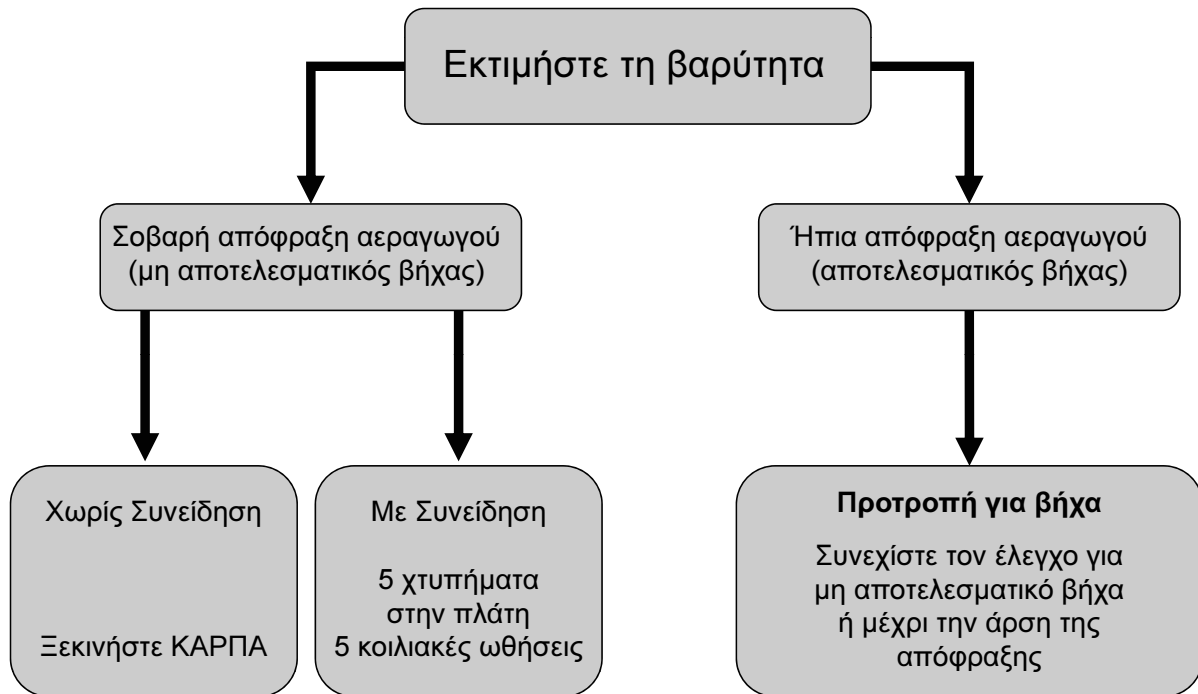 Εκτιμήστε τη βαρύτητα
Σοβαρή απόφραξη αεραγωγού
(μη αποτελεσματικός βήχας)
Ήπια απόφραξη αεραγωγού
(αποτελεσματικός βήχας)
Χωρίς Συνείδηση
Ξεκινήστε ΚΑΡΠΑ
Με Συνείδηση
5 χτυπήματα
στην πλάτη
5 κοιλιακές ωθήσεις
Προτροπή για βήχα
Συνεχίστε τον έλεγχο για
μη αποτελεσματικό βήχα
ή μέχρι την άρση της
απόφραξης